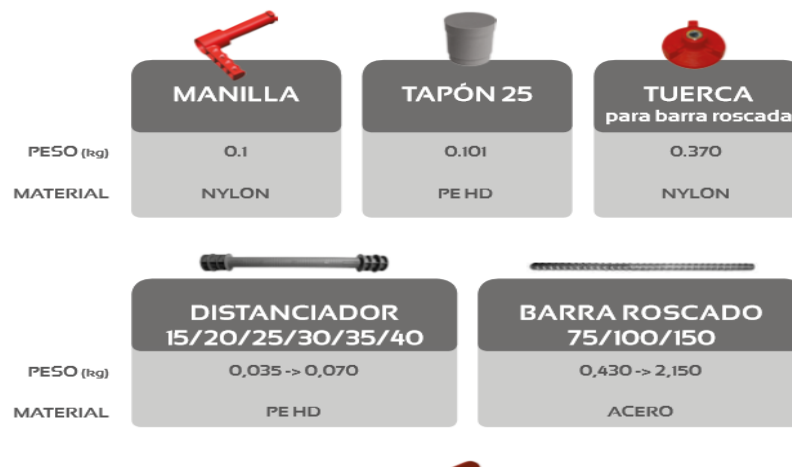 MANILLA TAPÓN 25 TUERCA
para barra roscada
PESO (kg) 0.1 0.101 0.370
MATERIAL NYLON PE HD NYLON
DISTANCIADOR BARRA ROSCADO
15/20/25/30/35/40 75/100/150
PESO (kg) 0,035 -> 0,070 0,430 -> 2,150
MATERIAL PE HD ACERO